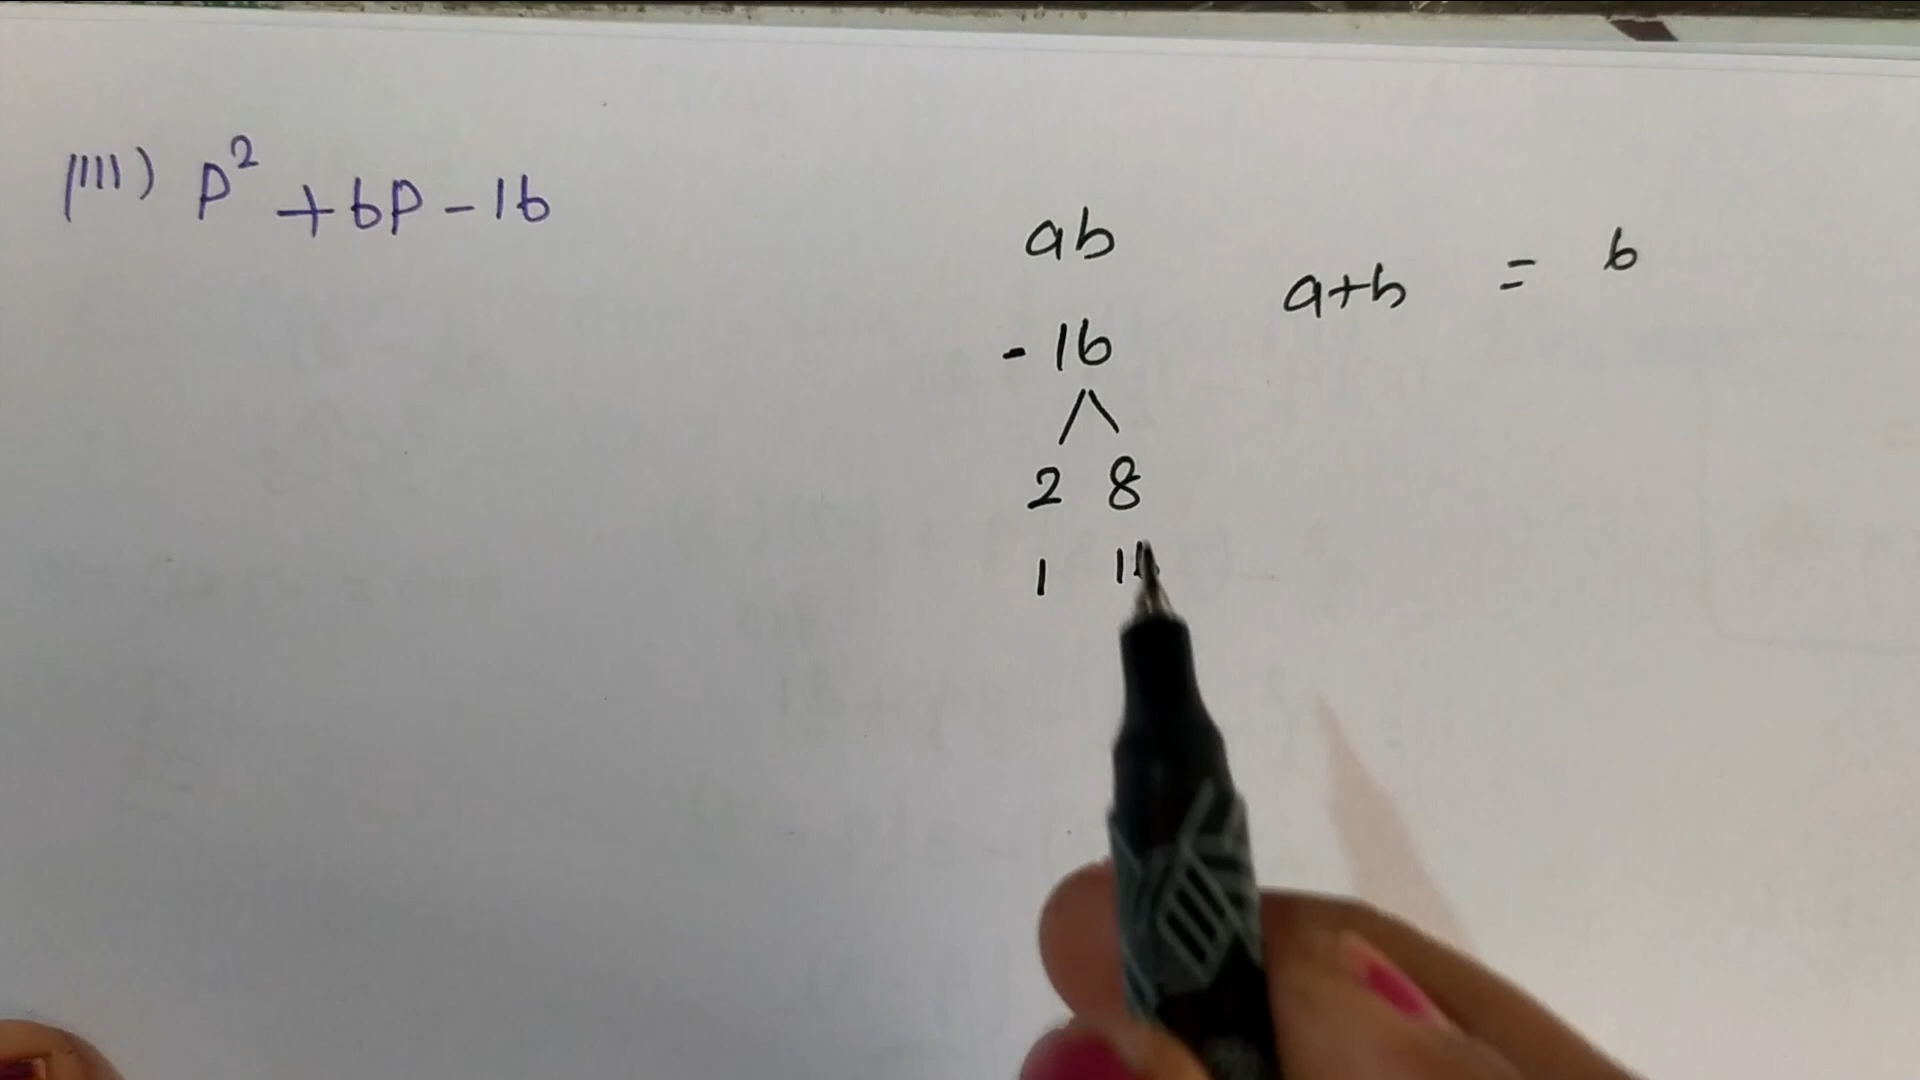 iii) p² + 6p - 16
ab
a+b = 6
- 16
2 8
1 16